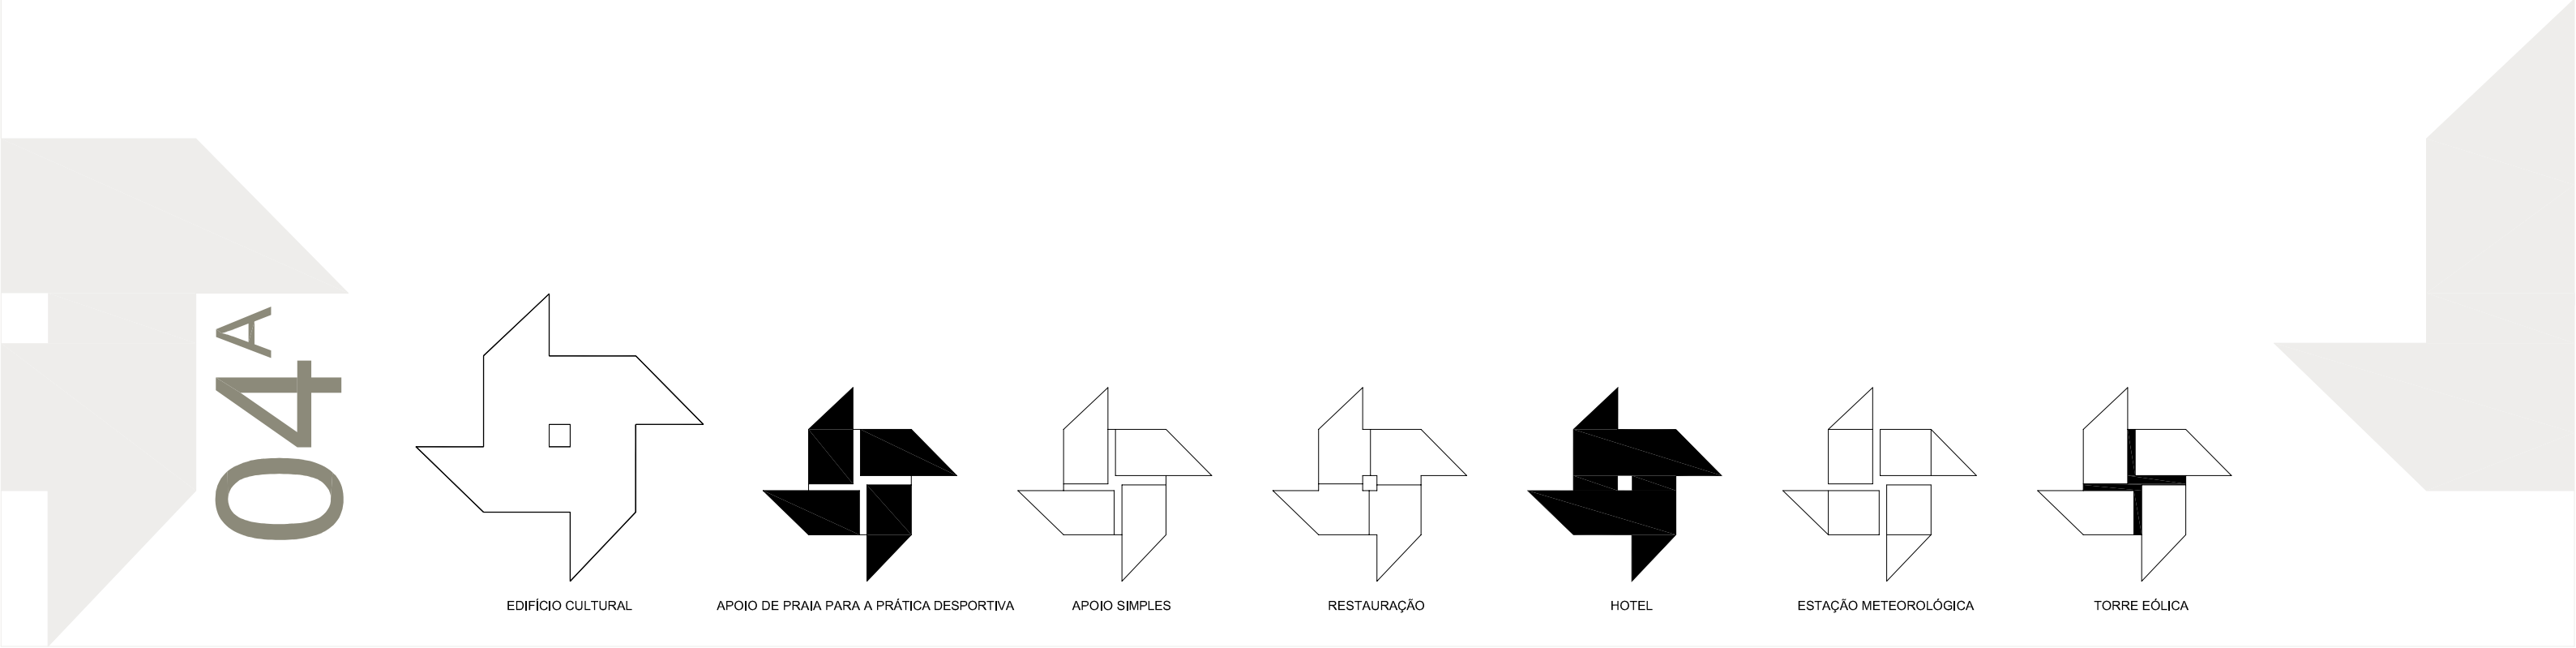 04A
EDIFÍCIO CULTURAL
APOIO DE PRAIA PARA A PRÁTICA DESPORTIVA
APOIO SIMPLES
RESTAURAÇÃO
HOTEL
ESTAÇÃO METEOROLÓGICA
TORRE EÓLICA